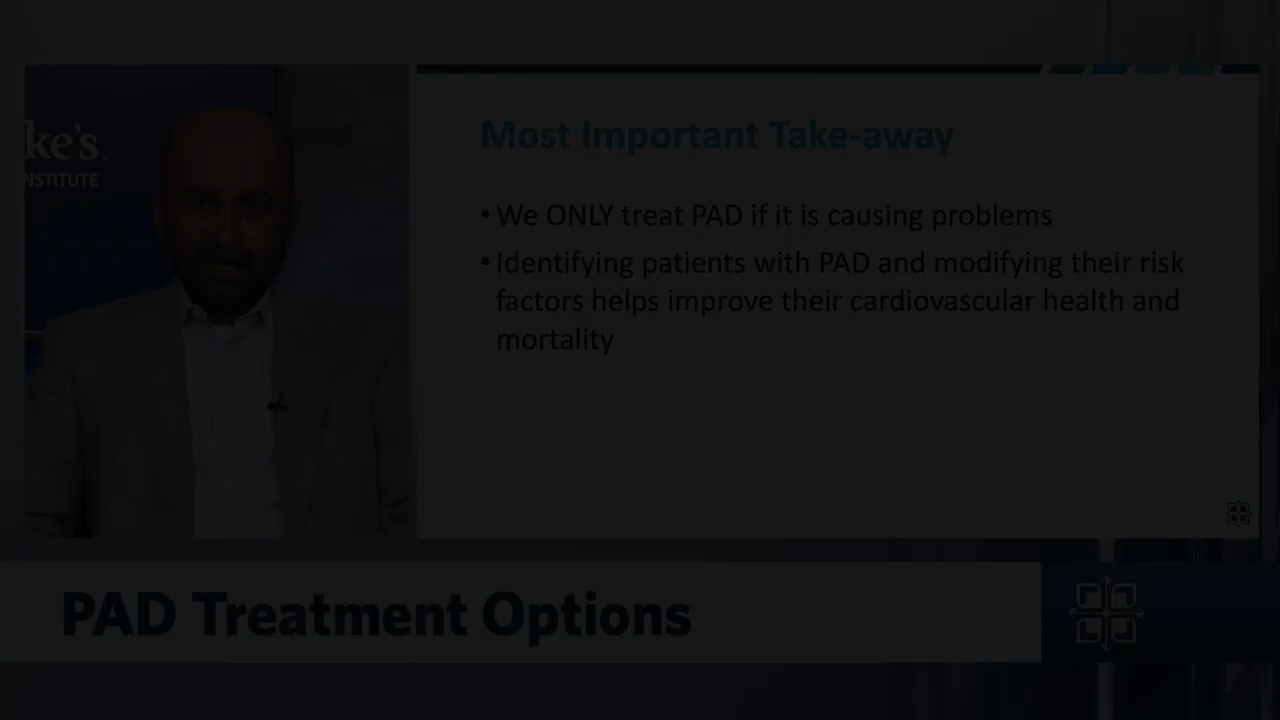 ke's
NSTITUTE
Most Important Take-away
• We ONLY treat PAD if it is causing problems
• Identifying patients with PAD and modifying their risk
factors helps improve their cardiovascular health and
mortality
PAD Treatment Options